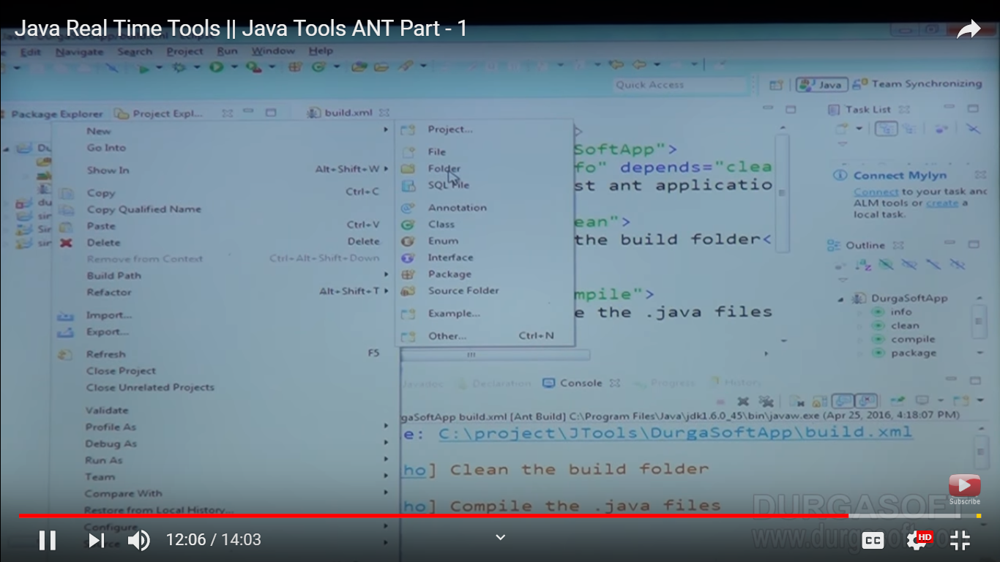 Java Real Time Tools || Java Tools ANT Part - 1
Edit Navigate Search Project Run Window Help
Quick Access
Java
Team Synchronizing
Package Explorer
Project Expl...
build.xml
Task List
New
Go Into
Show In Alt+Shift+W
Copy Ctrl+C
Copy Qualified Name
Paste Ctrl+V
Delete Delete
Remove from Context Ctrl+Alt+Shift+Down
Build Path
Refactor Alt+Shift+T
Import...
Export...
Refresh F5
Close Project
Close Unrelated Projects
Validate
Profile As
Debug As
Run As
Team
Compare With
Restore from Local History...
Configure
Source
Project...
File
Folder
SQL File
Annotation
Class
Enum
Interface
Package
Source Folder
Example...
Other... Ctrl+N
SoftApp">
fo" depends="clea
st ant applicatio
ean">
the build folder<
mpile">
e the .java files
Connect Mylyn
Connect to your task and
ALM tools or create a
local task.
Outline
DurgaSoftApp
info
clean
compile
package
Javadoc Declaration Console Progress History
gaSoftApp build.xml [Ant Build] C:\Program Files\Java\jdk1.6.0_45\bin\javaw.exe (Apr 25, 2016, 4:18:07 PM)
e: C:\project\JTools\DurgaSoftApp\build.xml
ho] Clean the build folder
ho] Compile the .java files
Subscribe
DURGASOFT
www.durgasoft.com
12:06 / 14:03
CC
HD